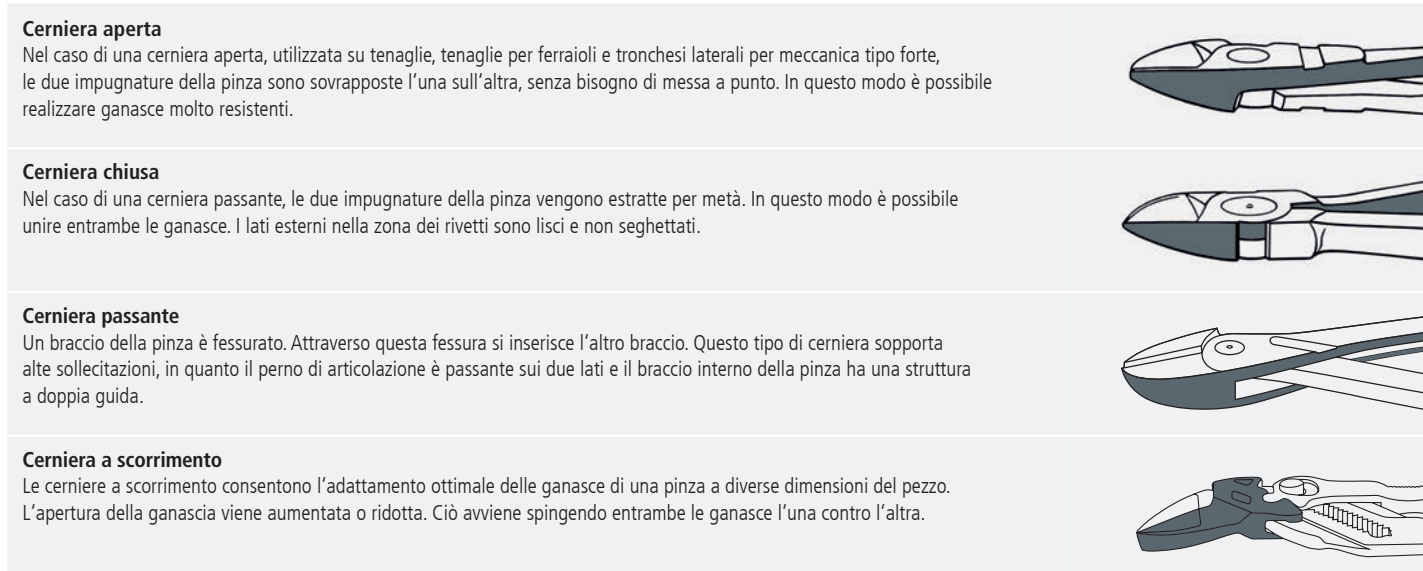 Cerniera aperta
Nel caso di una cerniera aperta, utilizzata su tenaglie, tenaglie per ferraioli e tronchesi laterali per meccanica tipo forte,
le due impugnature della pinza sono sovrapposte l’una sull’altra, senza bisogno di messa a punto. In questo modo è possibile
realizzare ganasce molto resistenti.
Cerniera chiusa
Nel caso di una cerniera passante, le due impugnature della pinza vengono estratte per metà. In questo modo è possibile
unire entrambe le ganasce. I lati esterni nella zona dei rivetti sono lisci e non seghettati.
Cerniera passante
Un braccio della pinza è fessurato. Attraverso questa fessura si inserisce l’altro braccio. Questo tipo di cerniera sopporta
alte sollecitazioni, in quanto il perno di articolazione è passante sui due lati e il braccio interno della pinza ha una struttura
a doppia guida.
Cerniera a scorrimento
Le cerniere a scorrimento consentono l’adattamento ottimale delle ganasce di una pinza a diverse dimensioni del pezzo.
L’apertura della ganascia viene aumentata o ridotta. Ciò avviene spingendo entrambe le ganasce l’una contro l’altra.